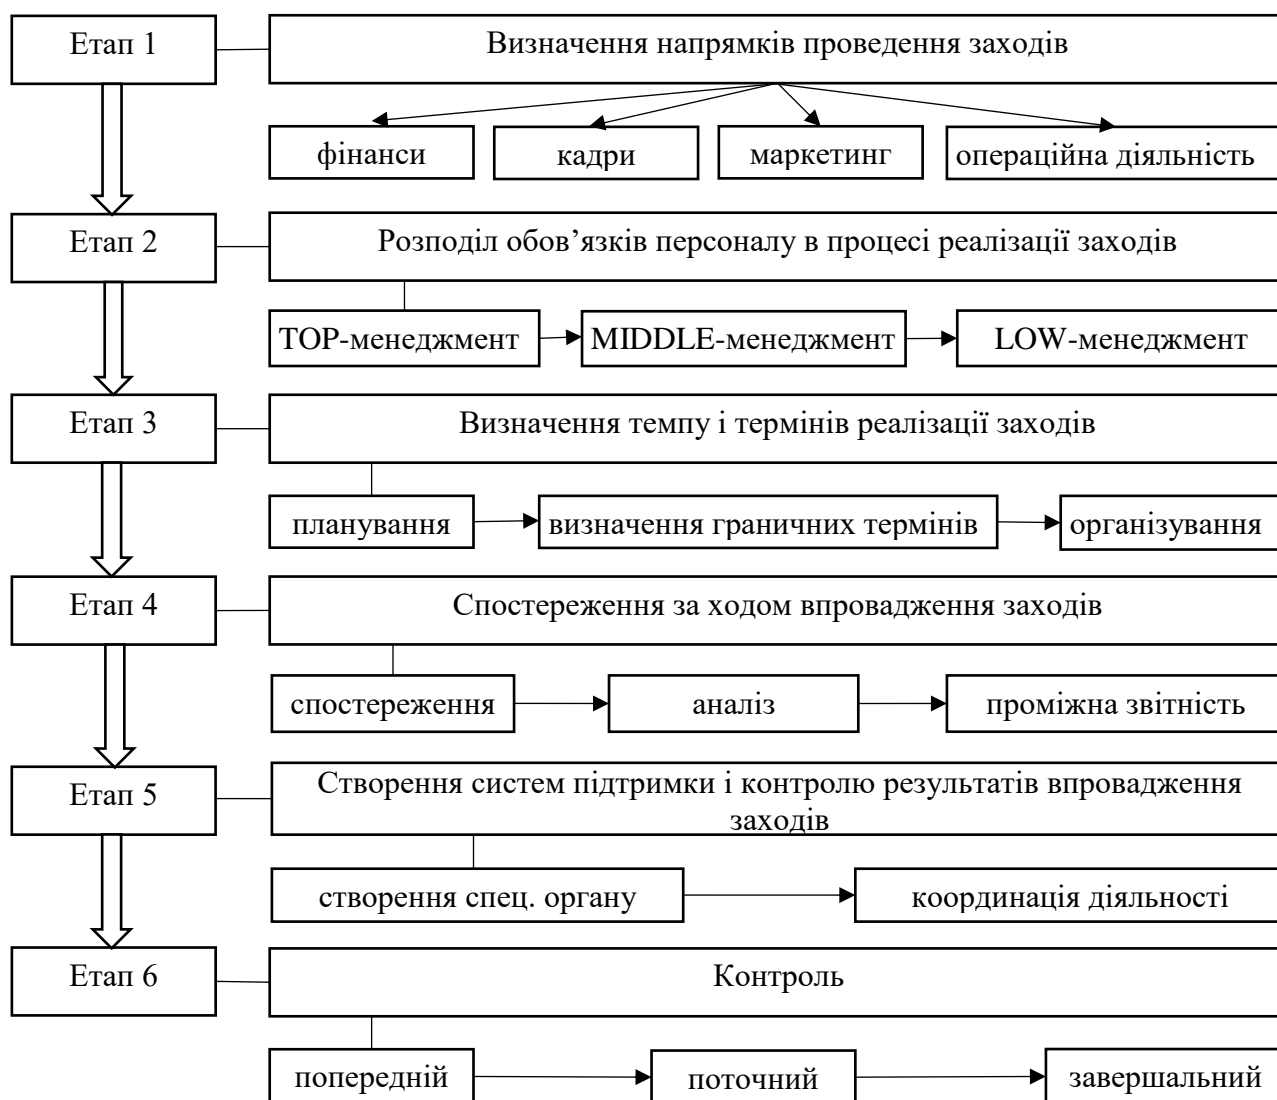 Етап 1
Визначення напрямків проведення заходів
фінанси
кадри
маркетинг
операційна діяльність
Етап 2
Розподіл обов’язків персоналу в процесі реалізації заходів
TOP-менеджмент
MIDDLE-менеджмент
LOW-менеджмент
Етап 3
Визначення темпу і термінів реалізації заходів
планування
визначення граничних термінів
організування
Етап 4
Спостереження за ходом впровадження заходів
спостереження
аналіз
проміжна звітність
Етап 5
Створення систем підтримки і контролю результатів впровадження
заходів
створення спец. органу
координація діяльності
Етап 6
Контроль
попередній
поточний
завершальний